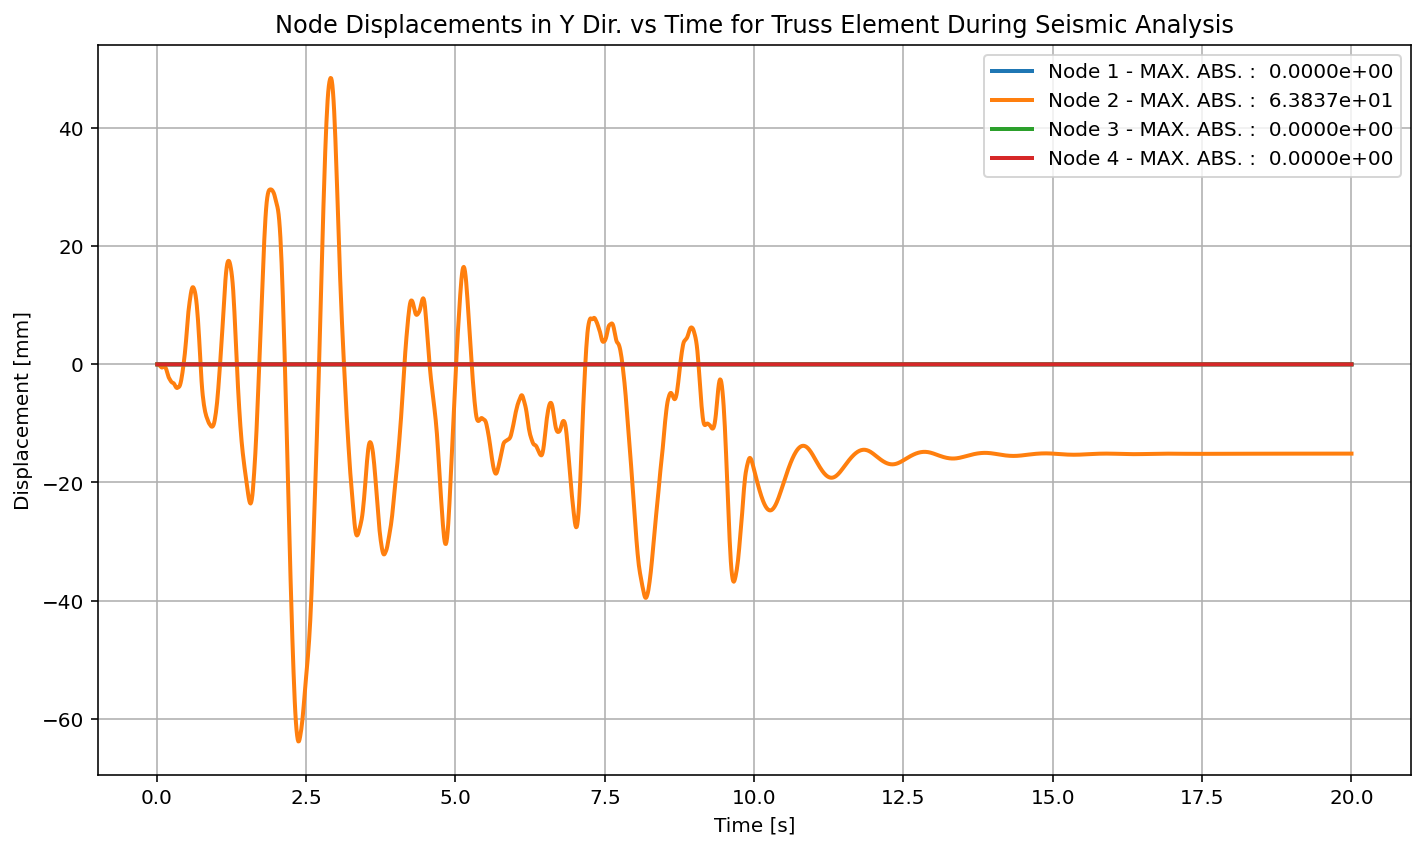 Node Displacements in Y Dir. vs Time for Truss Element During Seismic Analysis
Node 1 - MAX. ABS. : 0.0000e+00
Node 2 - MAX. ABS. : 6.3837e+01
Node 3 - MAX. ABS. : 0.0000e+00
Node 4 - MAX. ABS. : 0.0000e+00
Displacement [mm]
40
20
0
−20
−40
−60
0.0 2.5 5.0 7.5 10.0 12.5 15.0 17.5 20.0
Time [s]